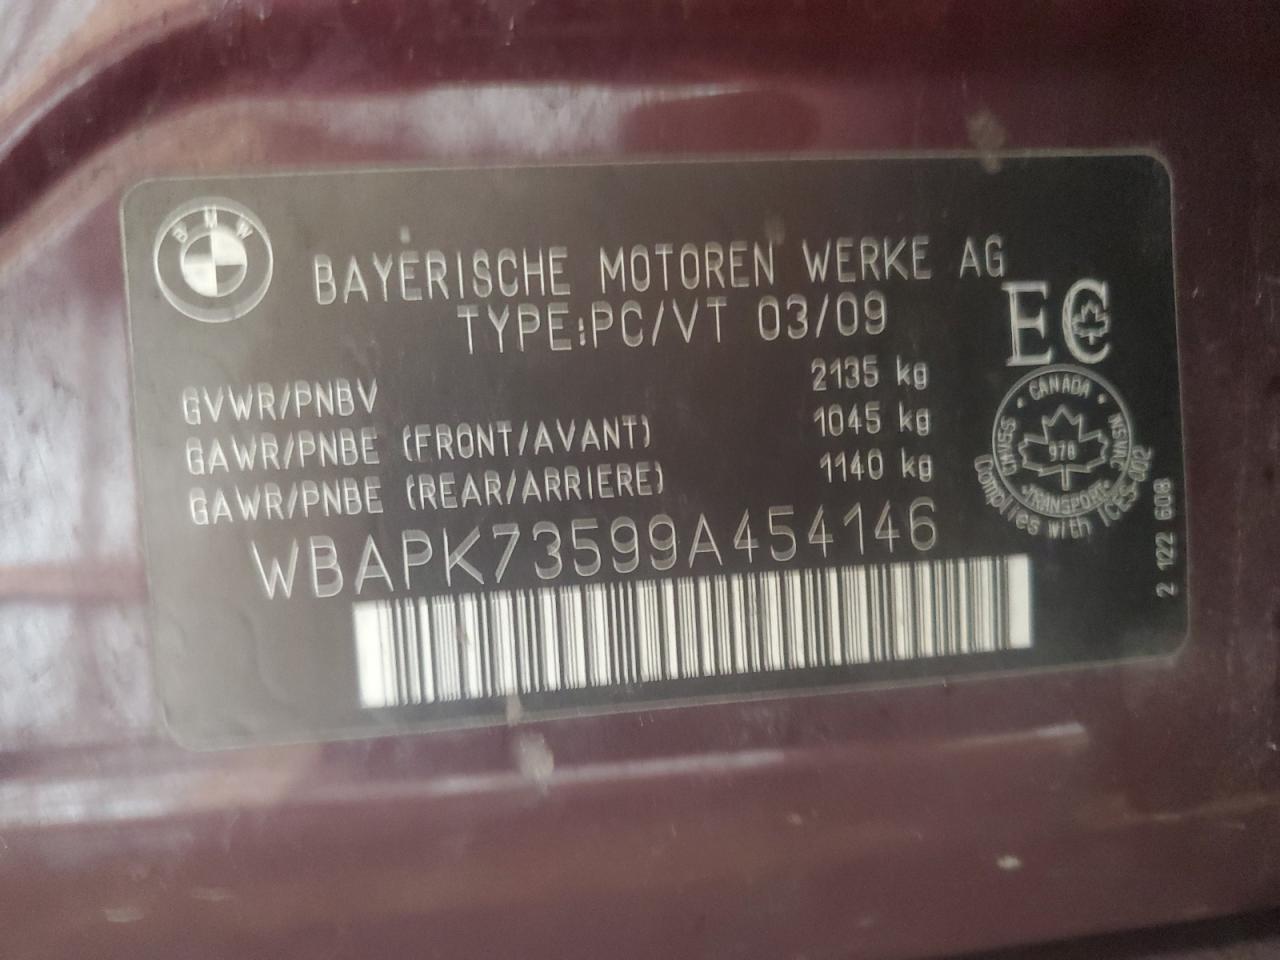 BMW
BAYERISCHE MOTOREN WERKE AG
TYPE:PC/VT 03/09
EC
GVWR/PNBV 2135 kg
GAWR/PNBE (FRONT/AVANT) 1045 kg
GAWR/PNBE (REAR/ARRIERE) 1140 kg
WBAPK73599A454146
CANADA
CMVSS
978
NSVAC
TRANSPORT
Complies with ICES-002
2 122 608